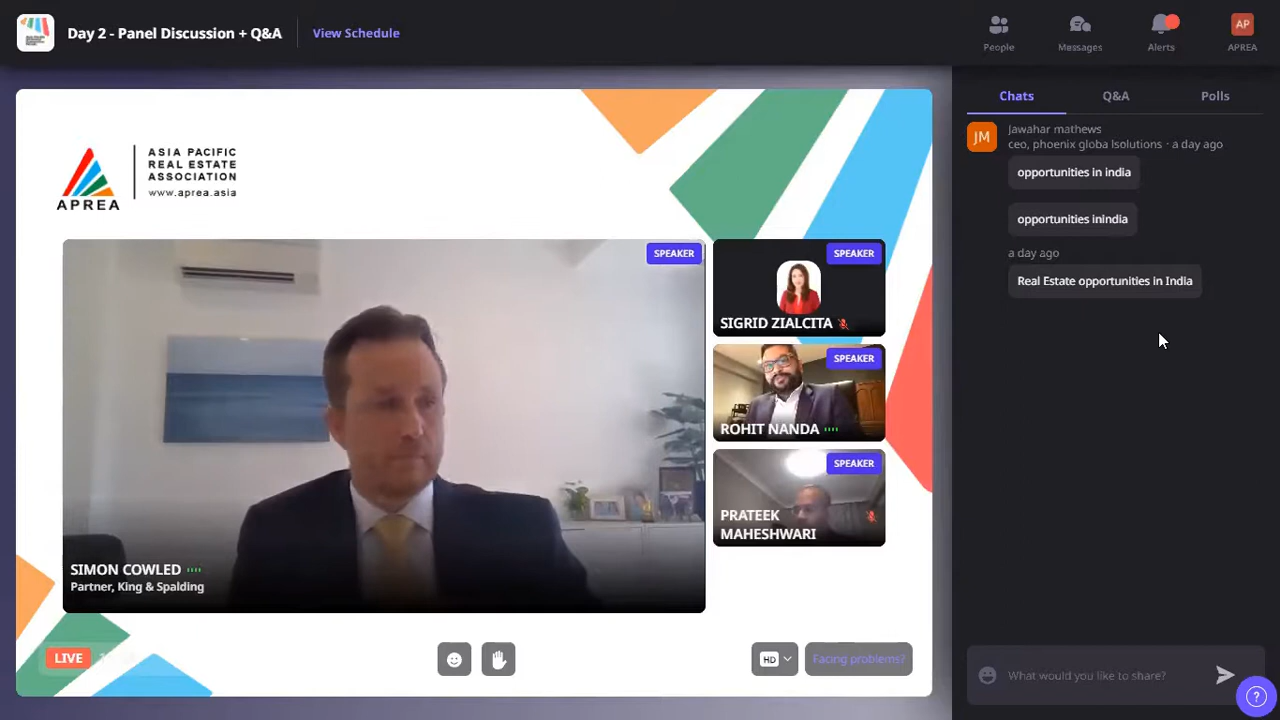 Day 2 - Panel Discussion + Q&A
View Schedule
People
Messages
Alerts
AP
APREA
APREA
ASIA PACIFIC
REAL ESTATE
ASSOCIATION
www.aprea.asia
SPEAKER
SIMON COWLED
Partner, King & Spalding
SPEAKER
SIGRID ZIALCITA
SPEAKER
ROHIT NANDA
SPEAKER
PRATEEK
MAHESHWARI
LIVE
HD
Facing problems?
Chats
Q&A
Polls
JM
Jawahar mathews
ceo, phoenix globa lsolutions · a day ago
opportunities in india
opportunities inindia
a day ago
Real Estate opportunities in India
What would you like to share?
?